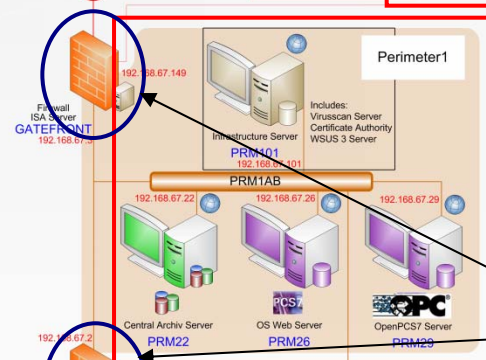 Perimeter1
192.168.67.149
Firewall
ISA Server
GATEFRONT
192.168.67.3
Includes:
Virusscan Server
Certificate Authority
WSUS 3 Server
Infrastructure Server
PRM101
192.168.67.101
PRM1AB
192.168.67.22
192.168.67.26
192.168.67.29
PCS7
OPC
Central Archiv Server
OS Web Server
OpenPCS7 Server
PRM22
PRM26
PRM29
192.168.67.2